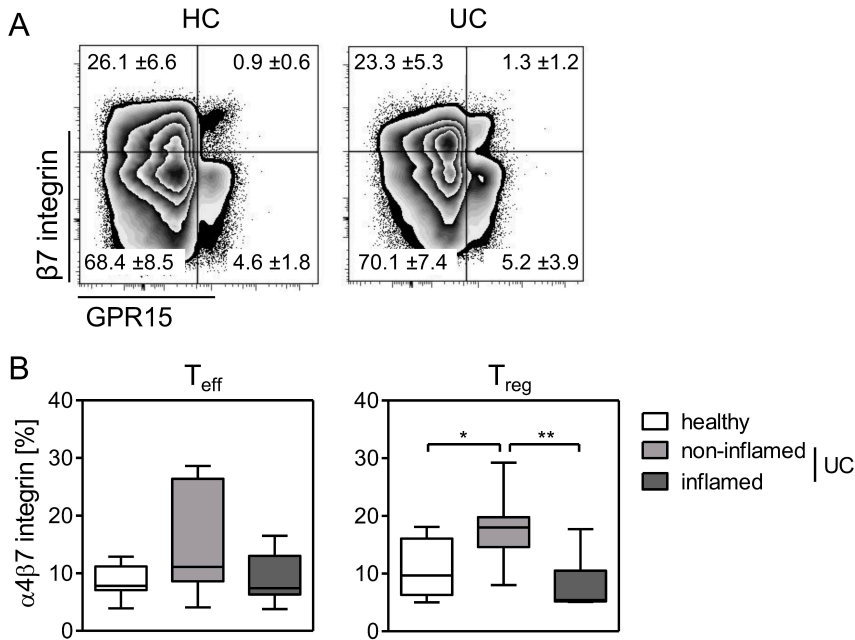 A
HC
UC
26.1 ±6.6
0.9 ±0.6
23.3 ±5.3
1.3 ±1.2
β7 integrin
68.4 ±8.5
4.6 ±1.8
70.1 ±7.4
5.2 ±3.9
GPR15
B
Teff
Treg
α4β7 integrin [%]
40
30
20
10
0
40
30
20
10
0
*
**
healthy
non-inflamed
UC
inflamed